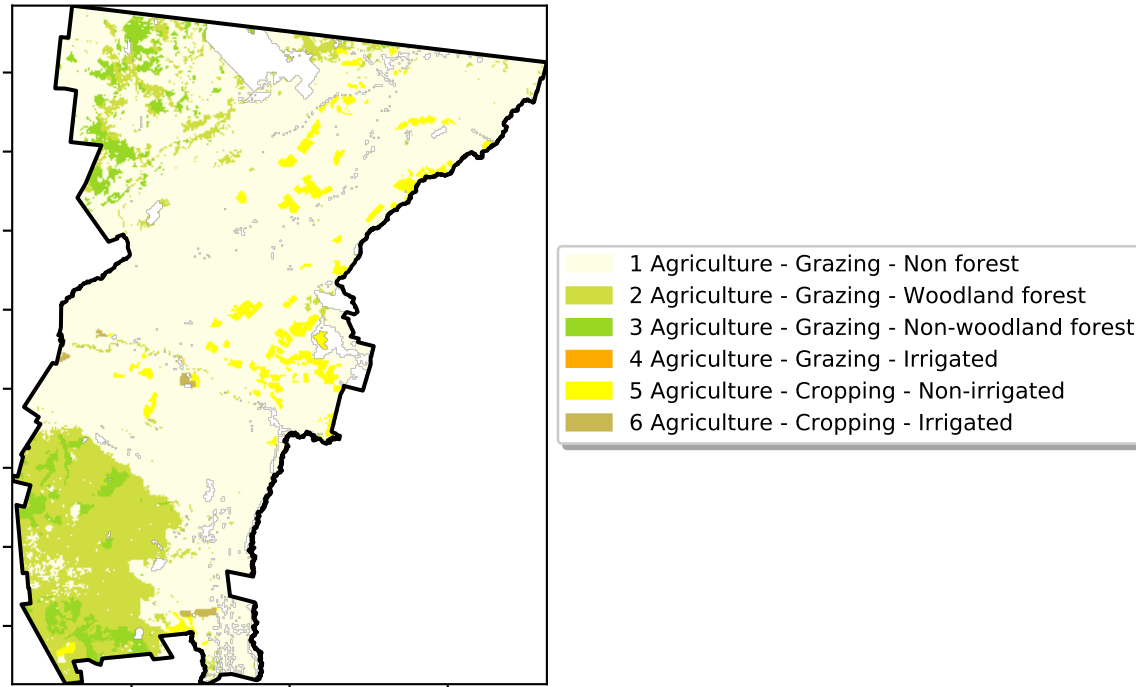 1 Agriculture - Grazing - Non forest
2 Agriculture - Grazing - Woodland forest
3 Agriculture - Grazing - Non-woodland forest
4 Agriculture - Grazing - Irrigated
5 Agriculture - Cropping - Non-irrigated
6 Agriculture - Cropping - Irrigated